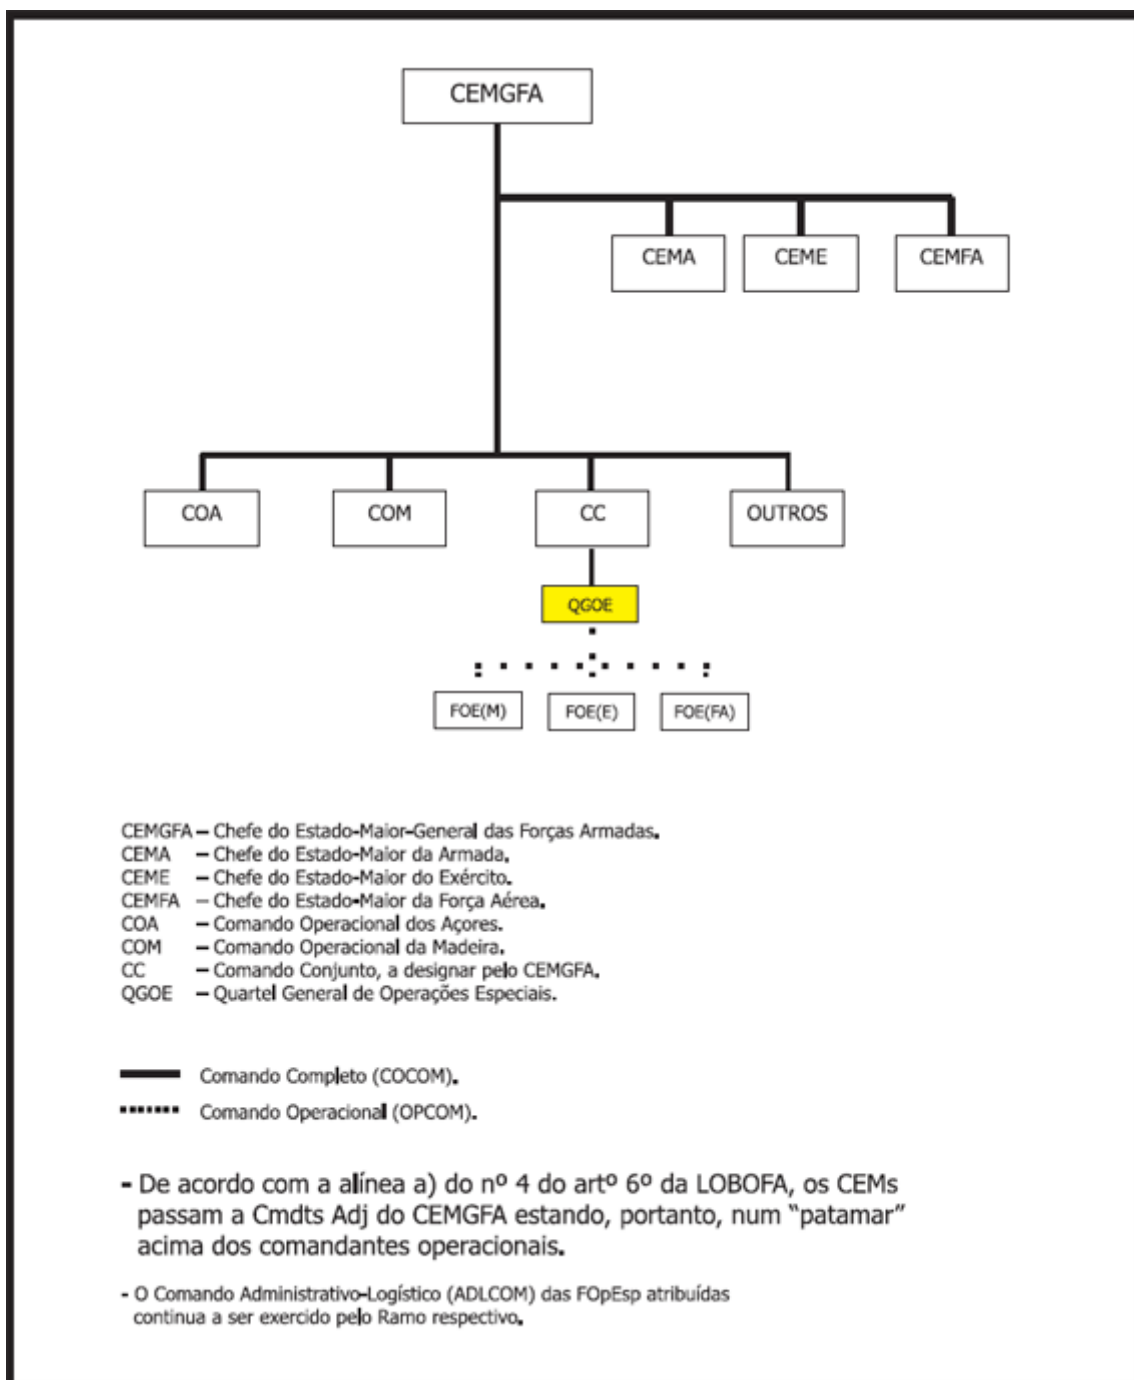 CEMGFA
CEMA CEME CEMFA
COA COM CC OUTROS
QGOE
FOE(M) FOE(E) FOE(FA)
CEMGFA – Chefe do Estado-Maior-General das Forças Armadas.
CEMA – Chefe do Estado-Maior da Armada.
CEME – Chefe do Estado-Maior do Exército.
CEMFA – Chefe do Estado-Maior da Força Aérea.
COA – Comando Operacional dos Açores.
COM – Comando Operacional da Madeira.
CC – Comando Conjunto, a designar pelo CEMGFA.
QGOE – Quartel General de Operações Especiais.
Comando Completo (COCOM).
Comando Operacional (OPCOM).
- De acordo com a alínea a) do nº 4 do artº 6º da LOBOFA, os CEMs
passam a Cmdts Adj do CEMGFA estando, portanto, num “patamar”
acima dos comandantes operacionais.
- O Comando Administrativo-Logístico (ADLCOM) das FOpEsp atribuídas
continua a ser exercido pelo Ramo respectivo.